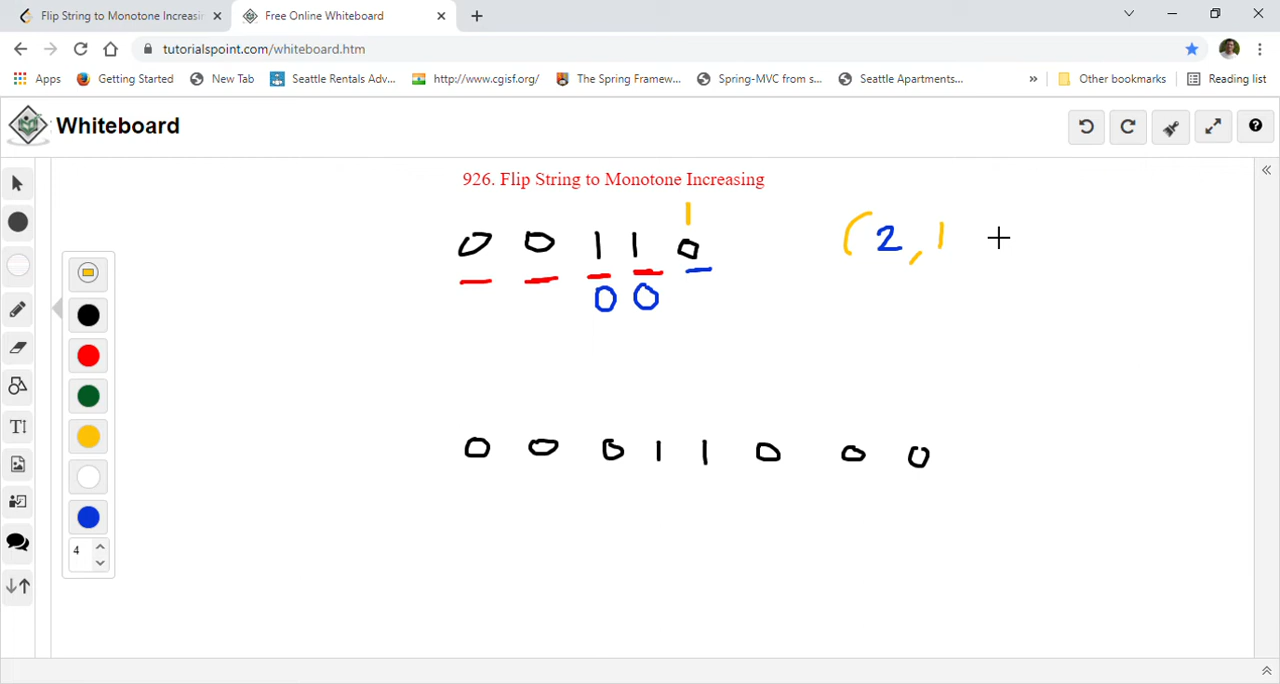 Flip String to Monotone Increasin
Free Online Whiteboard
tutorialspoint.com/whiteboard.htm
Apps Getting Started New Tab Seattle Rentals Adv... http://www.cgisf.org/ The Spring Framew... Spring-MVC from s... Seattle Apartments... » Other bookmarks Reading list
Whiteboard
926. Flip String to Monotone Increasing
1
0 0 1 1 0 (2, 1
0 0
0 0 0 1 1 0 0 0
TI
4